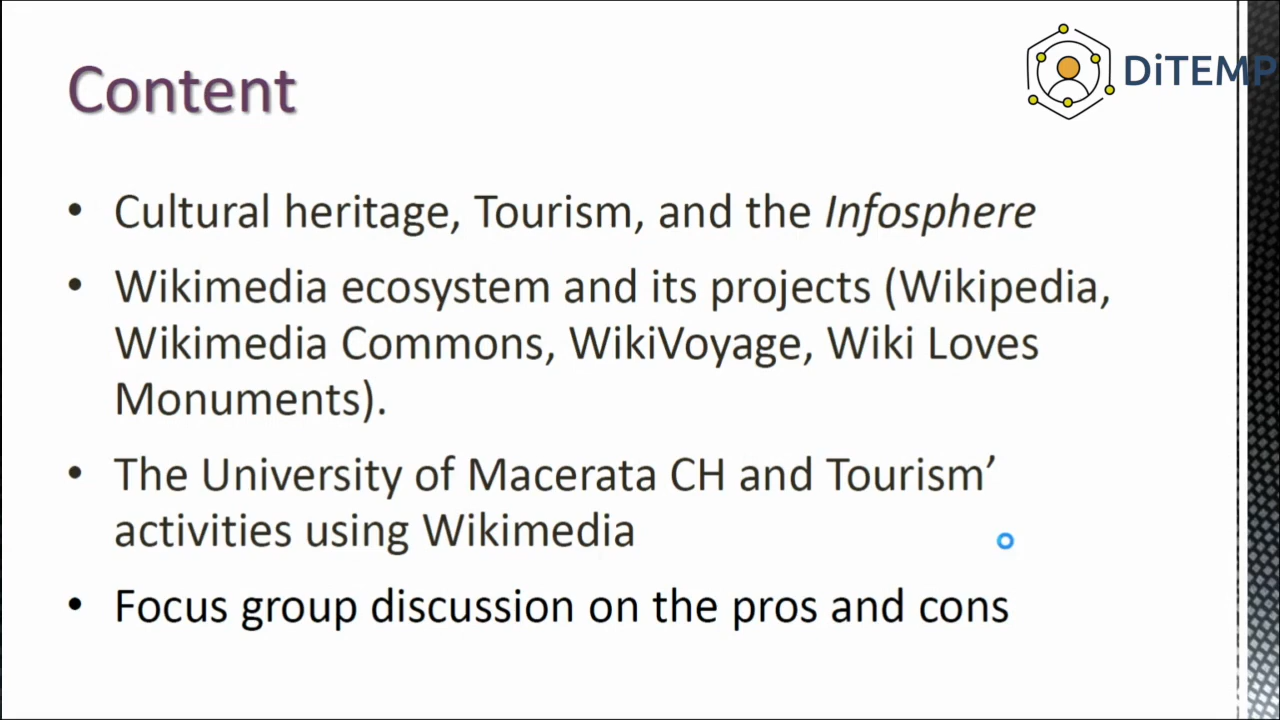 Content
DiTEMP
• Cultural heritage, Tourism, and the Infosphere
• Wikimedia ecosystem and its projects (Wikipedia,
Wikimedia Commons, WikiVoyage, Wiki Loves
Monuments).
• The University of Macerata CH and Tourism’
activities using Wikimedia
• Focus group discussion on the pros and cons